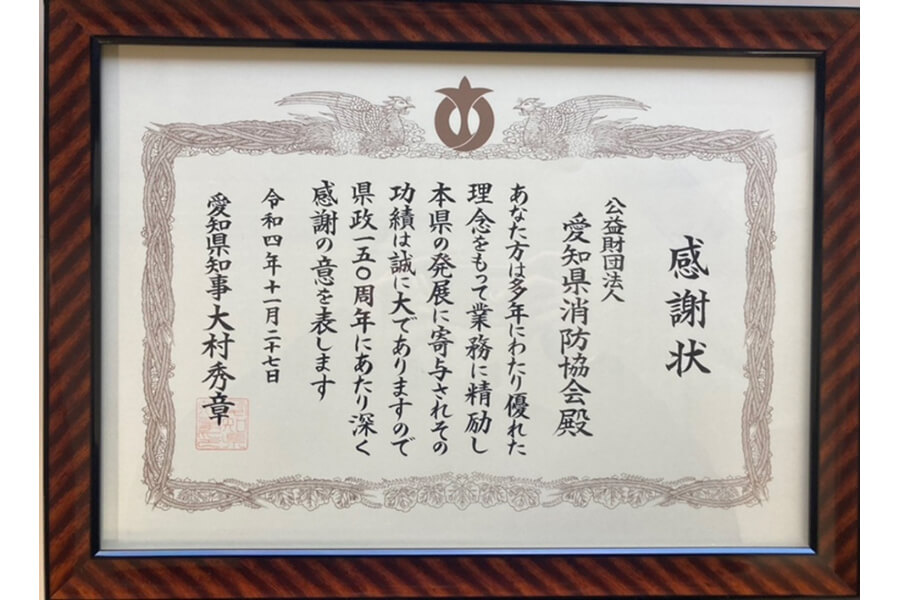 感謝状
公益財団法人
愛知県消防協会殿
あなた方は多年にわたり優れた
理念をもって業務に精励し
本県の発展に寄与されその
功績は誠に大でありますので
県政一五〇周年にあたり深く
感謝の意を表します
令和四年十一月二十七日
愛知県知事大村秀章